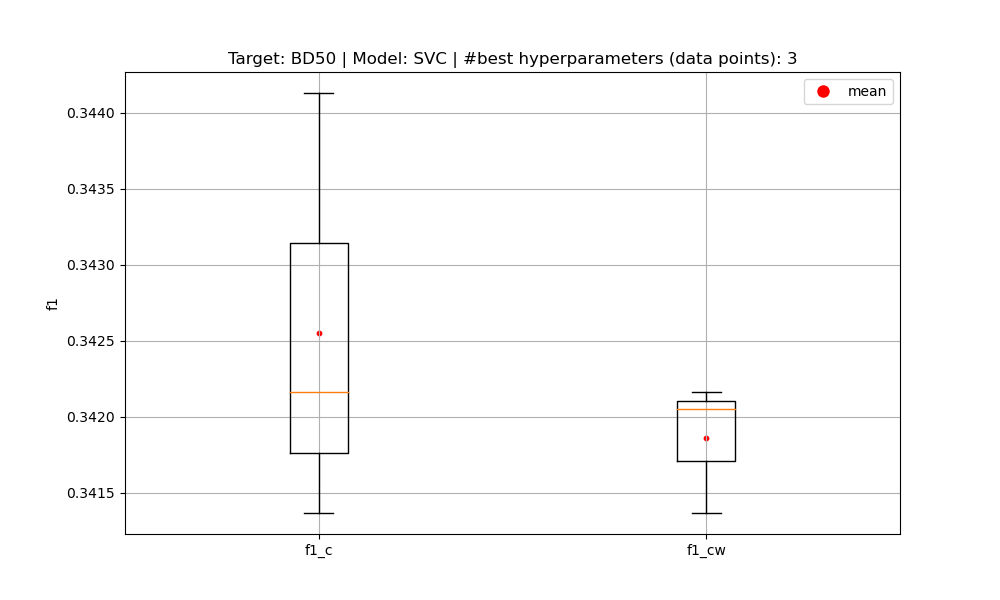 Target: BD50 | Model: SVC | #best hyperparameters (data points): 3
mean
0.3440
0.3435
0.3430
0.3425
0.3420
0.3415
f1
f1_c
f1_cw